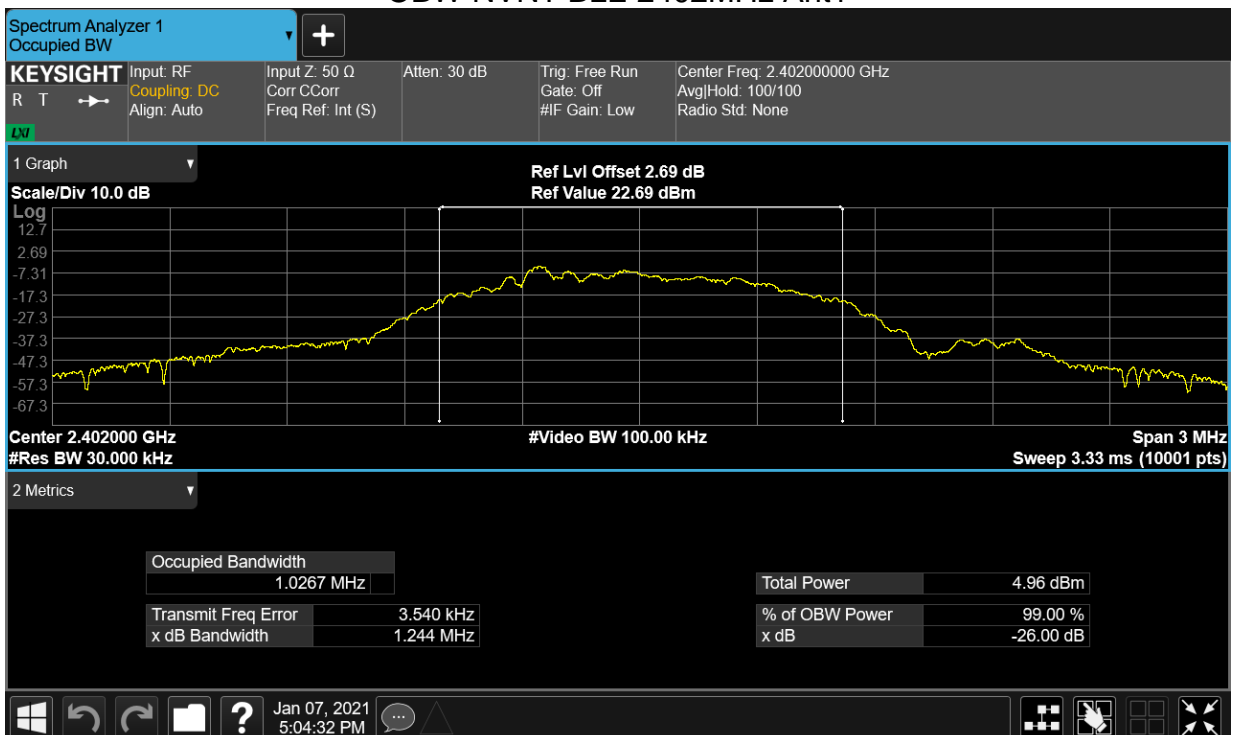 Spectrum Analyzer 1
Occupied BW
+
KEYSIGHT
R T
LXI
Input: RF
Coupling: DC
Align: Auto
Input Z: 50 Ω
Corr CCorr
Freq Ref: Int (S)
Atten: 30 dB
Trig: Free Run
Gate: Off
#IF Gain: Low
Center Freq: 2.402000000 GHz
Avg|Hold: 100/100
Radio Std: None
1 Graph
Scale/Div 10.0 dB
Ref Lvl Offset 2.69 dB
Ref Value 22.69 dBm
Log
12.7
2.69
-7.31
-17.3
-27.3
-37.3
-47.3
-57.3
-67.3
Center 2.402000 GHz
#Res BW 30.000 kHz
#Video BW 100.00 kHz
Span 3 MHz
Sweep 3.33 ms (10001 pts)
2 Metrics
Occupied Bandwidth
1.0267 MHz
Transmit Freq Error 3.540 kHz
x dB Bandwidth 1.244 MHz
Total Power 4.96 dBm
% of OBW Power 99.00 %
x dB -26.00 dB
?
Jan 07, 2021
5:04:32 PM